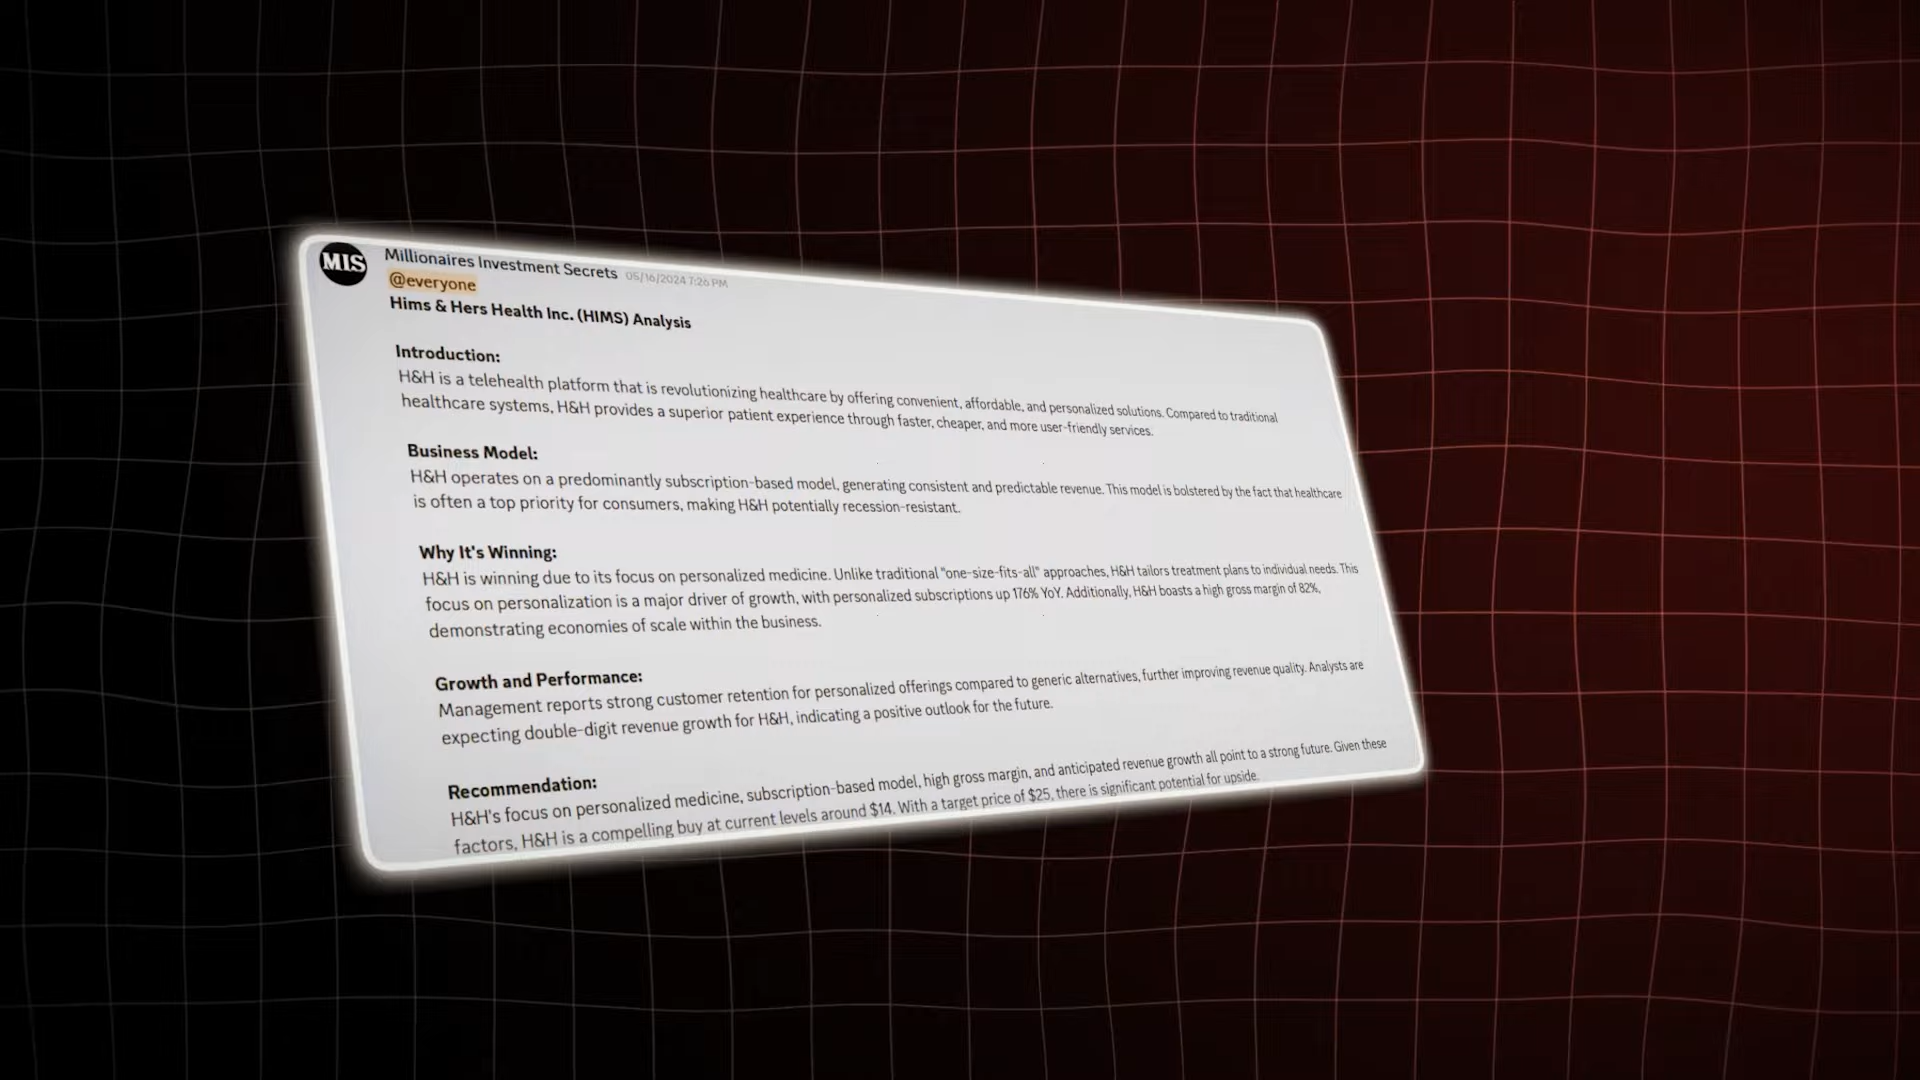 MIS
Millionaires Investment Secrets 05/16/2024 7:26 PM
@everyone
Hims & Hers Health Inc. (HIMS) Analysis
Introduction:
H&H is a telehealth platform that is revolutionizing healthcare by offering convenient, affordable, and personalized solutions. Compared to traditional
healthcare systems, H&H provides a superior patient experience through faster, cheaper, and more user-friendly services.
Business Model:
H&H operates on a predominantly subscription-based model, generating consistent and predictable revenue. This model is bolstered by the fact that healthcare
is often a top priority for consumers, making H&H potentially recession-resistant.
Why It's Winning:
H&H is winning due to its focus on personalized medicine. Unlike traditional "one-size-fits-all" approaches, H&H tailors treatment plans to individual needs. This
focus on personalization is a major driver of growth, with personalized subscriptions up 176% YoY. Additionally, H&H boasts a high gross margin of 82%,
demonstrating economies of scale within the business.
Growth and Performance:
Management reports strong customer retention for personalized offerings compared to generic alternatives, further improving revenue quality. Analysts are
expecting double-digit revenue growth for H&H, indicating a positive outlook for the future.
Recommendation:
H&H's focus on personalized medicine, subscription-based model, high gross margin, and anticipated revenue growth all point to a strong future. Given these
factors, H&H is a compelling buy at current levels around $14. With a target price of $25, there is significant potential for upside.